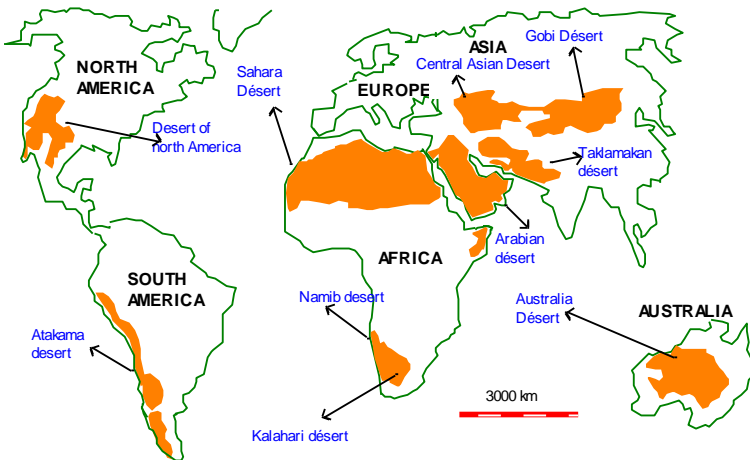 NORTH
AMERICA
Sahara
Désert
ASIA
Central Asian Desert
Gobi Désert
EUROPE
Desert of
north America
Taklamakan
désert
Arabian
désert
AFRICA
SOUTH
AMERICA
Namib desert
Australia
Désert
AUSTRALIA
Atakama
desert
3000 km
Kalahari désert